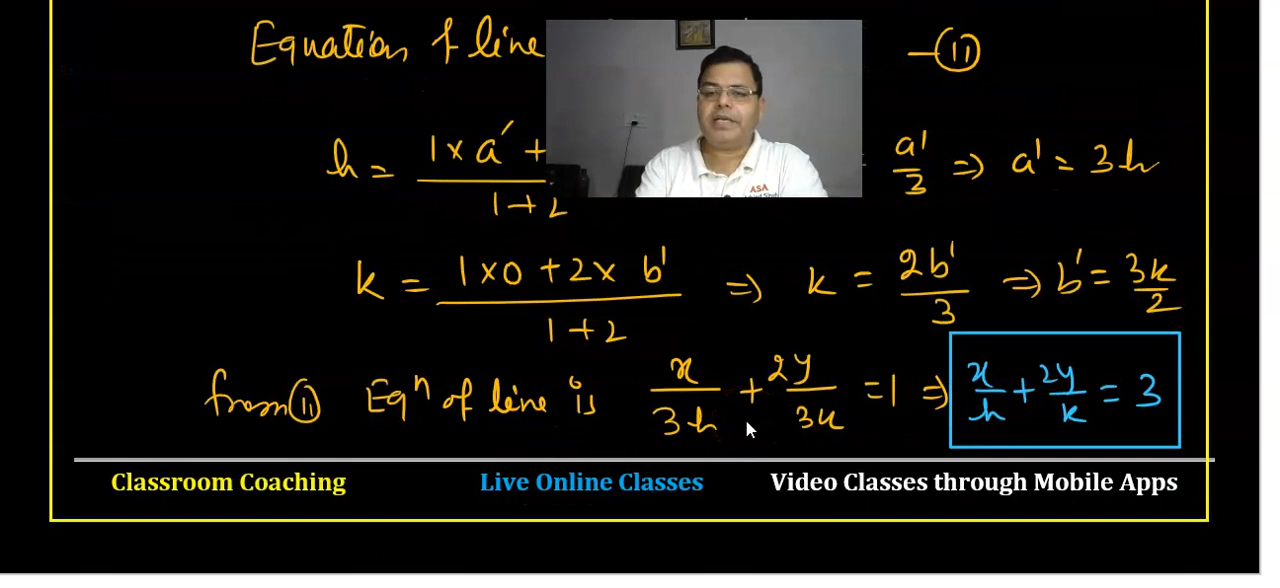 Equation of line —(11)
h = 1 × a' + / 1 + 2 a'/3 ⇒ a' = 3h
k = 1 × 0 + 2 × b' / 1 + 2 ⇒ k = 2b'/3 ⇒ b' = 3k/2
from (11) Eqⁿ of line is x/3h + 2y/3k = 1 ⇒ x/h + 2y/k = 3
Classroom Coaching Live Online Classes Video Classes through Mobile Apps
ASA